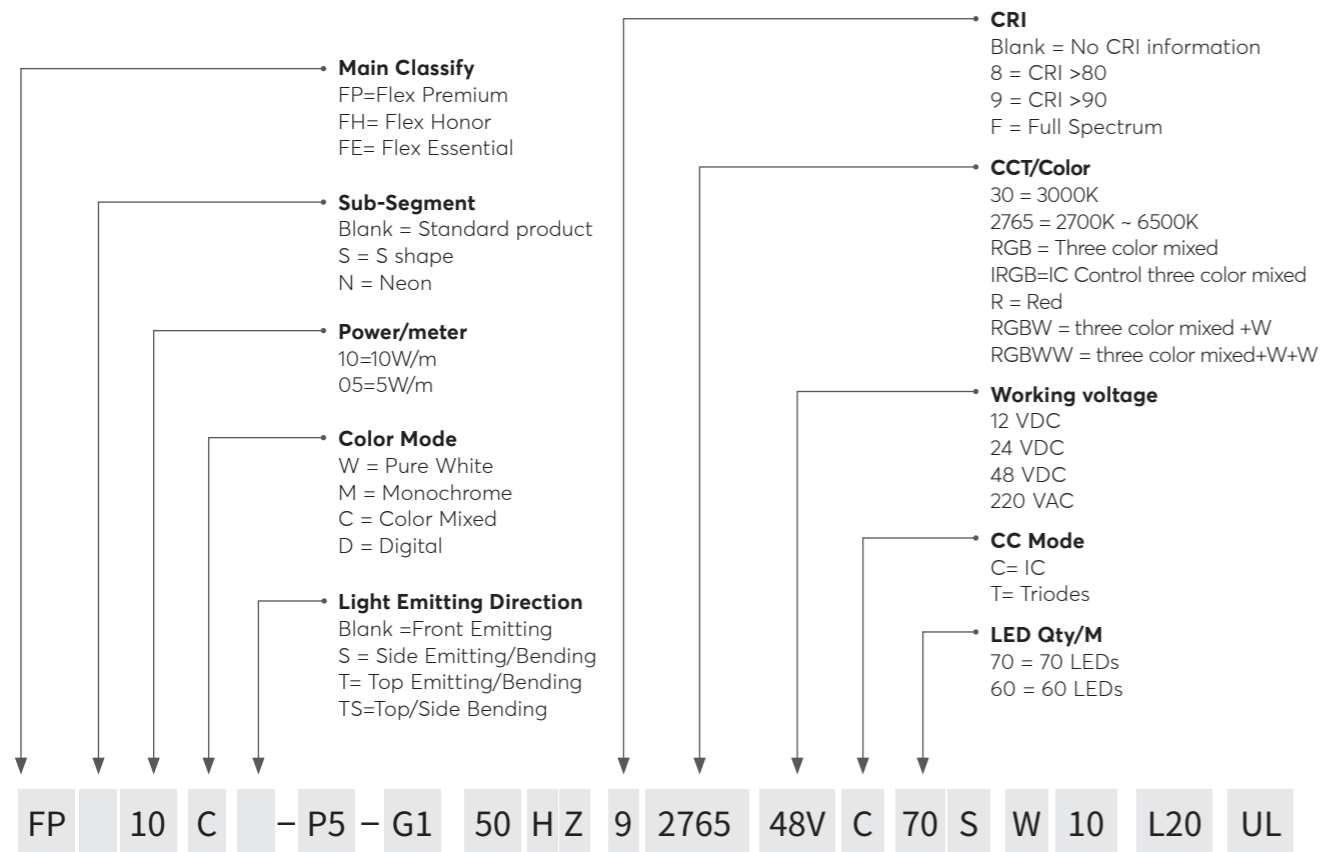 Main Classify
FP=Flex Premium
FH= Flex Honor
FE= Flex Essential
Sub-Segment
Blank = Standard product
S = S shape
N = Neon
Power/meter
10=10W/m
05=5W/m
Color Mode
W = Pure White
M = Monochrome
C = Color Mixed
D = Digital
Light Emitting Direction
Blank =Front Emitting
S = Side Emitting/Bending
T= Top Emitting/Bending
TS=Top/Side Bending
CRI
Blank = No CRI information
8 = CRI >80
9 = CRI >90
F = Full Spectrum
CCT/Color
30 = 3000K
2765 = 2700K ~ 6500K
RGB = Three color mixed
IRGB=IC Control three color mixed
R = Red
RGBW = three color mixed +W
RGBWW = three color mixed+W+W
Working voltage
12 VDC
24 VDC
48 VDC
220 VAC
CC Mode
C= IC
T= Triodes
LED Qty/M
70 = 70 LEDs
60 = 60 LEDs
FP 10 C – P5 – G1 50 H Z 9 2765 48V C 70 S W 10 L20 UL